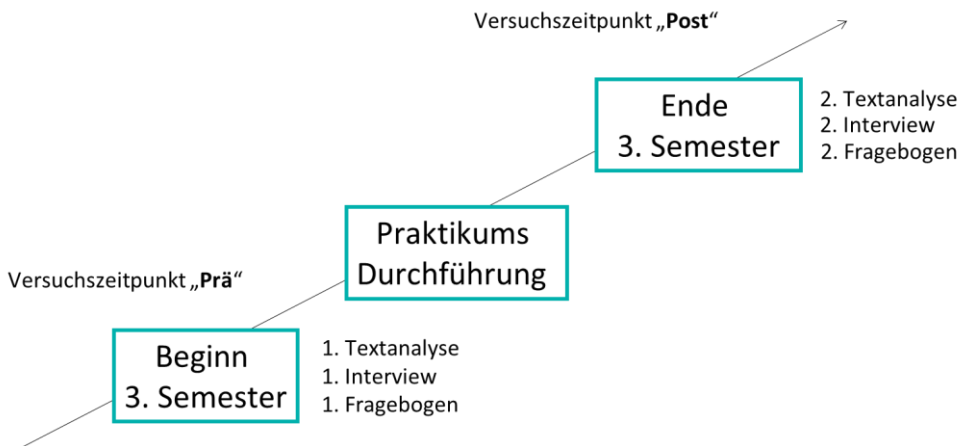 Versuchszeitpunkt „Post“
Ende
3. Semester
2. Textanalyse
2. Interview
2. Fragebogen
Praktikums
Durchführung
Versuchszeitpunkt „Prä“
Beginn
3. Semester
1. Textanalyse
1. Interview
1. Fragebogen